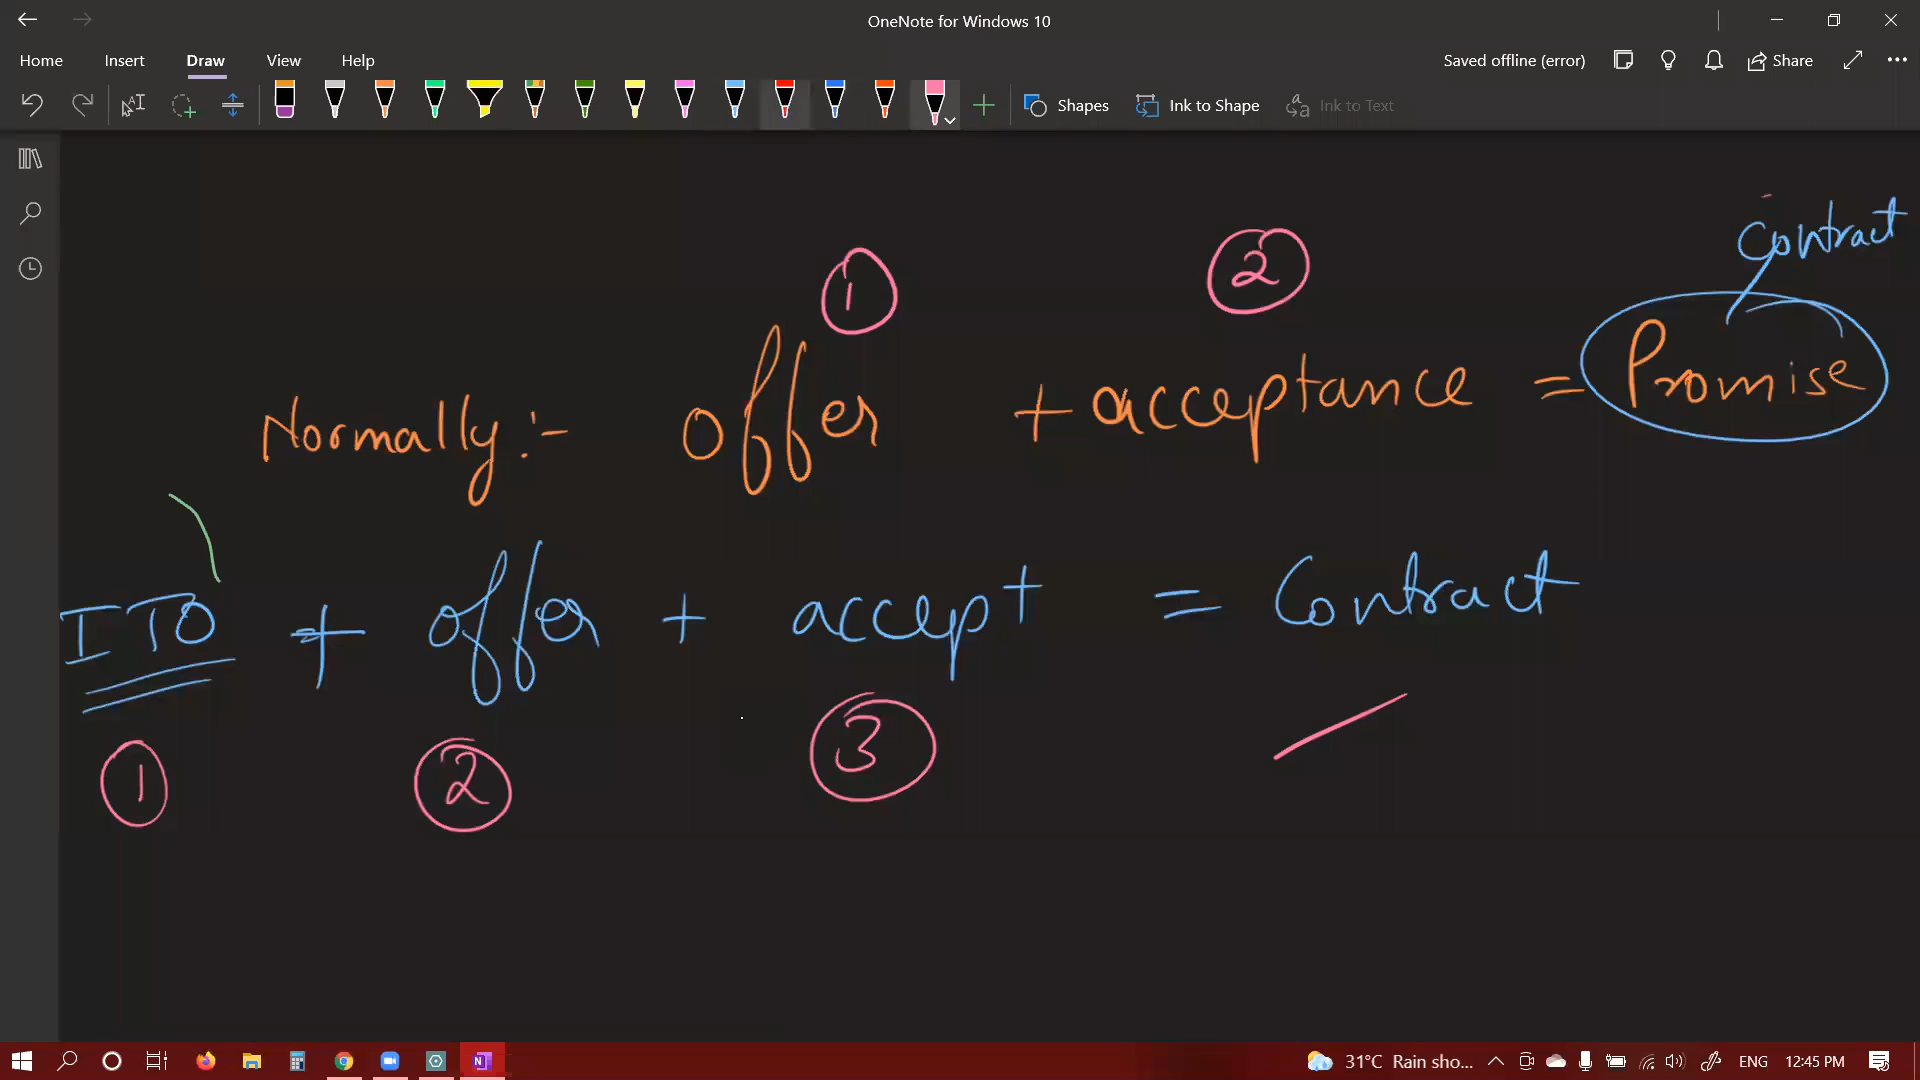 OneNote for Windows 10
Home Insert Draw View Help Saved offline (error) Share
Shapes Ink to Shape Ink to Text
Contract
1 2
Normally:- offer + acceptance = Promise
ITO + offer + accept = Contract
1 2 3
31°C Rain sho... ENG 12:45 PM